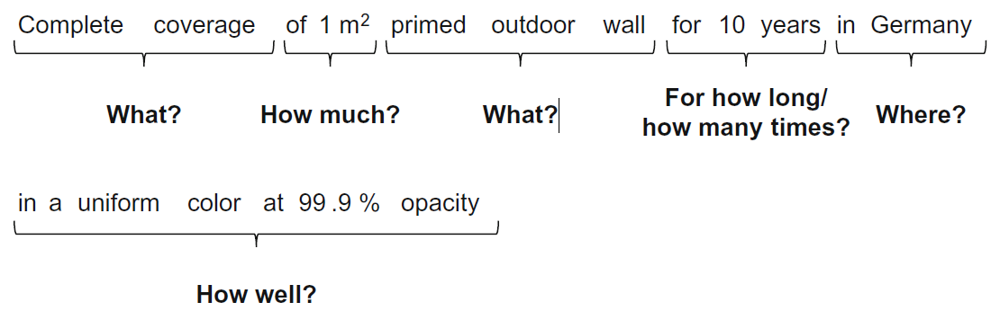 Complete coverage of 1 m² primed outdoor wall for 10 years in Germany
What? How much? What? For how long/ how many times? Where?
in a uniform color at 99.9 % opacity
How well?